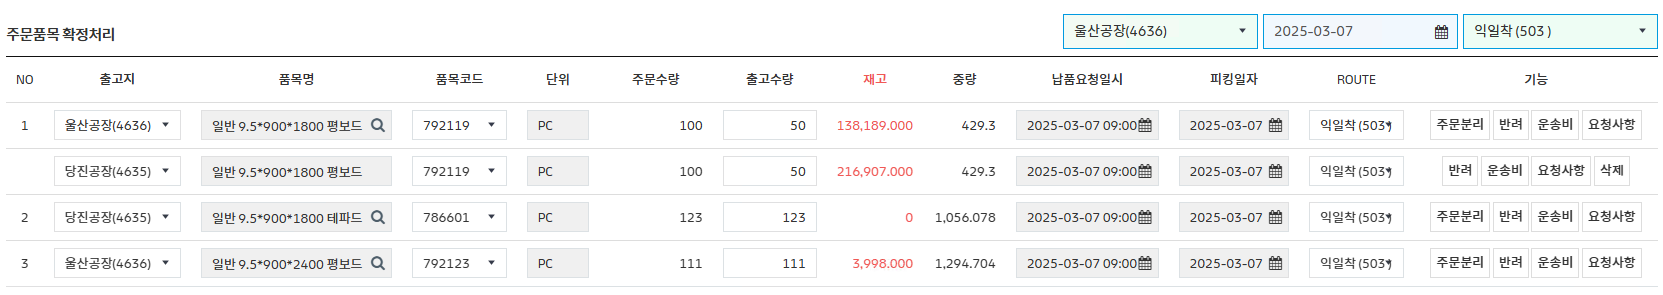 주문품목 확정처리 울산공장(4636) 2025-03-07 익일착 (503 )
NO 출고지 품목명 품목코드 단위 주문수량 출고수량 재고 중량 납품요청일시 피킹일자 ROUTE 기능
1 울산공장(4636) 일반 9.5*900*1800 평보드 792119 PC 100 50 138,189.000 429.3 2025-03-07 09:00 2025-03-07 익일착 (503 ) 주문분리 반려 운송비 요청사항
당진공장(4635) 일반 9.5*900*1800 평보드 792119 PC 100 50 216,907.000 429.3 2025-03-07 09:00 2025-03-07 익일착 (503 ) 반려 운송비 요청사항 삭제
2 당진공장(4635) 일반 9.5*900*1800 테파드 786601 PC 123 123 0 1,056.078 2025-03-07 09:00 2025-03-07 익일착 (503 ) 주문분리 반려 운송비 요청사항
3 울산공장(4636) 일반 9.5*900*2400 평보드 792123 PC 111 111 3,998.000 1,294.704 2025-03-07 09:00 2025-03-07 익일착 (503 ) 주문분리 반려 운송비 요청사항